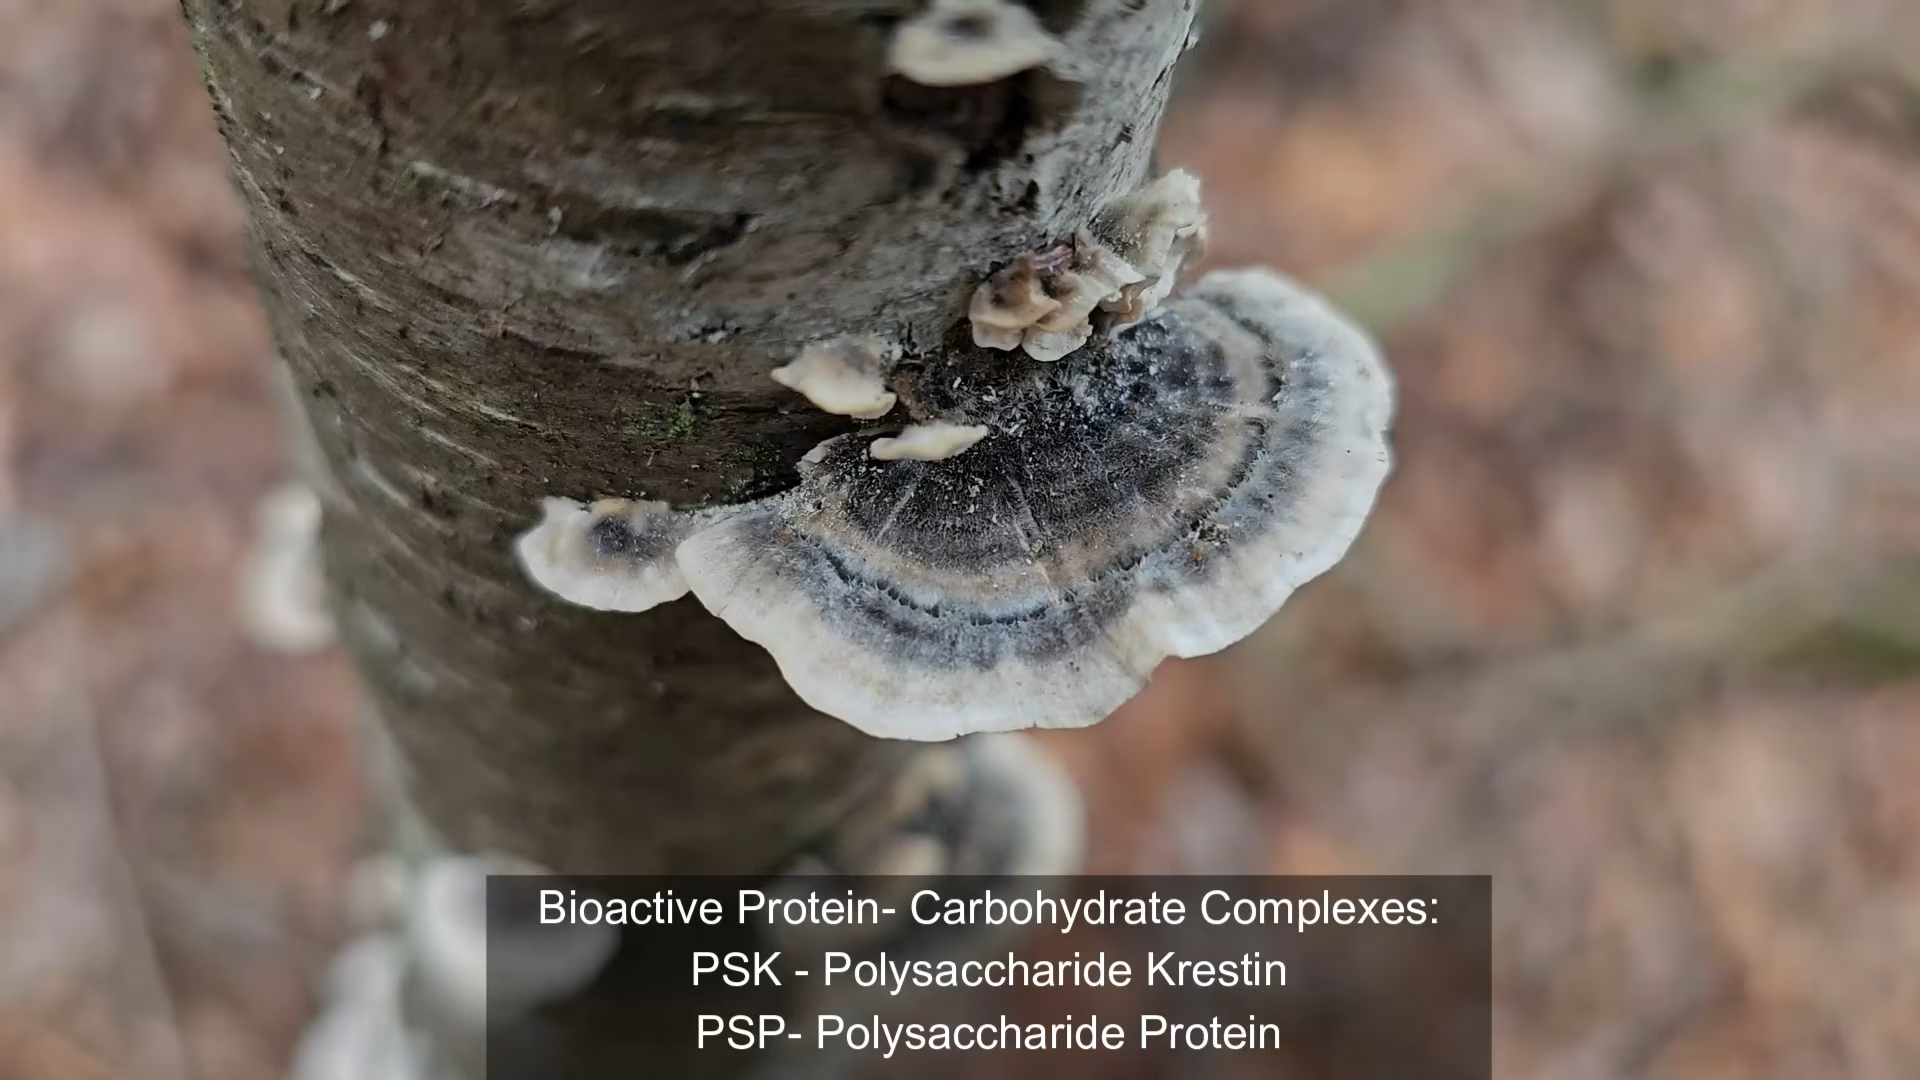 Bioactive Protein- Carbohydrate Complexes:
PSK - Polysaccharide Krestin
PSP- Polysaccharide Protein